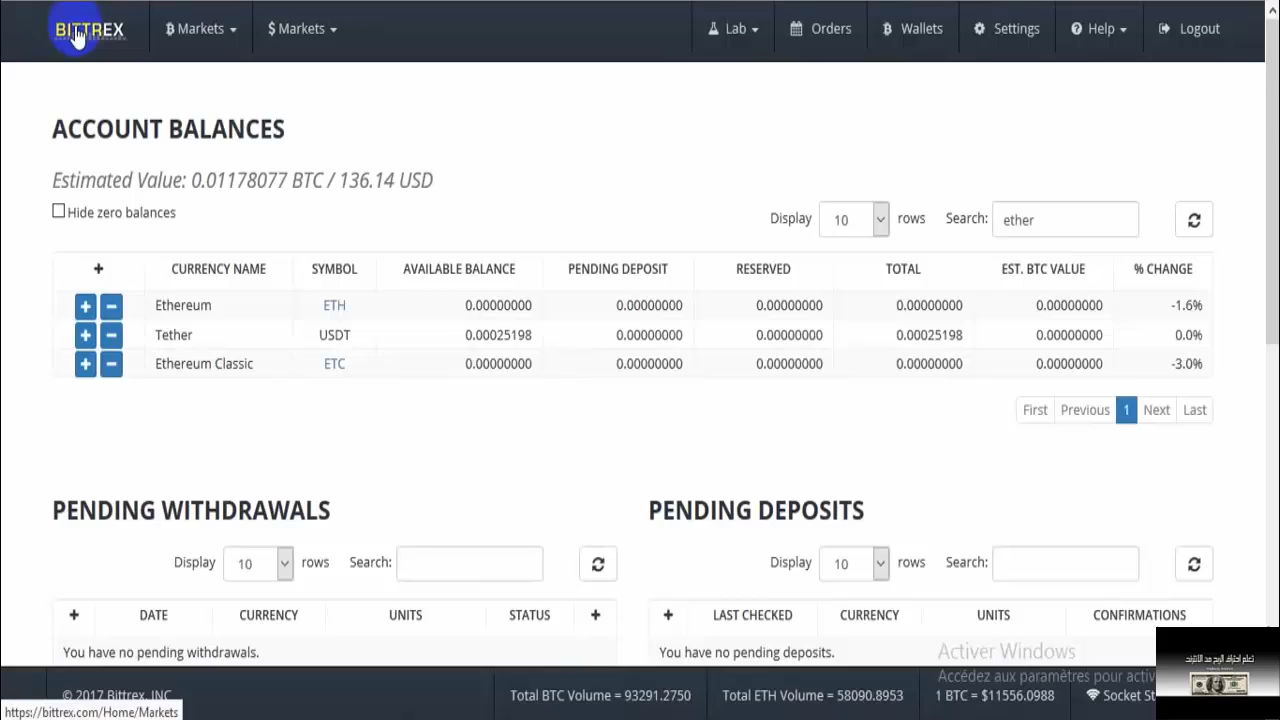 BITTREX
Ƀ Markets
$ Markets
Lab
Orders
Ƀ Wallets
Settings
Help
Logout
ACCOUNT BALANCES
Estimated Value: 0.01178077 BTC / 136.14 USD
Hide zero balances
Display 10 rows Search: ether
+ CURRENCY NAME SYMBOL AVAILABLE BALANCE PENDING DEPOSIT RESERVED TOTAL EST. BTC VALUE % CHANGE
+ − Ethereum ETH 0.00000000 0.00000000 0.00000000 0.00000000 0.00000000 -1.6%
+ − Tether USDT 0.00025198 0.00000000 0.00000000 0.00025198 0.00000000 0.0%
+ − Ethereum Classic ETC 0.00000000 0.00000000 0.00000000 0.00000000 0.00000000 -3.0%
First Previous 1 Next Last
PENDING WITHDRAWALS
Display 10 rows Search:
+ DATE CURRENCY UNITS STATUS +
You have no pending withdrawals.
PENDING DEPOSITS
Display 10 rows Search:
+ LAST CHECKED CURRENCY UNITS CONFIRMATIONS
You have no pending deposits.
Activer Windows
Accédez aux paramètres pour activ
© 2017 Bittrex, INC
Total BTC Volume = 93291.2750
Total ETH Volume = 58090.8953
1 BTC = $11556.0988
Socket St
https://bittrex.com/Home/Markets
تعلم احتراف الربح من الانترنت